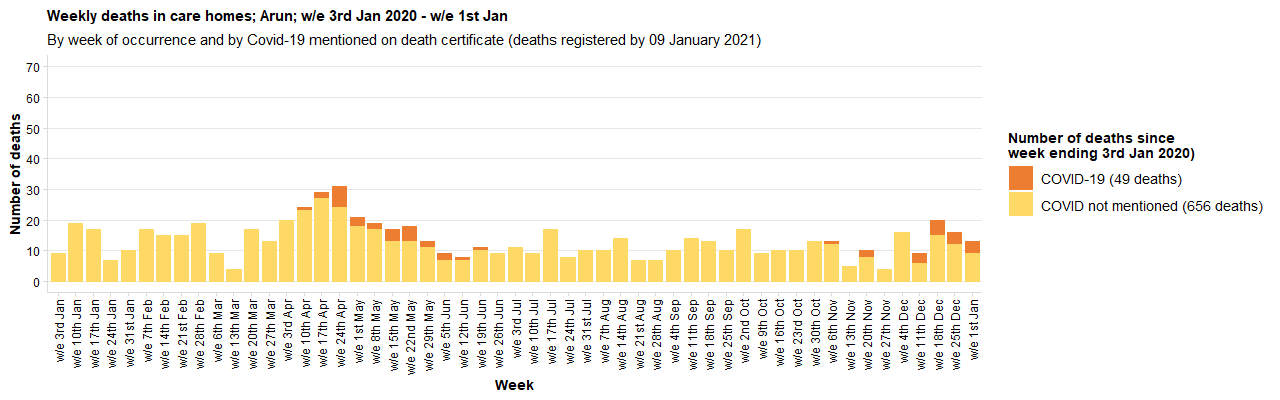 Weekly deaths in care homes; Arun; w/e 3rd Jan 2020 - w/e 1st Jan
By week of occurrence and by Covid-19 mentioned on death certificate (deaths registered by 09 January 2021)
Number of deaths
70
60
50
40
30
20
10
0
w/e 3rd Jan
w/e 10th Jan
w/e 17th Jan
w/e 24th Jan
w/e 31st Jan
w/e 7th Feb
w/e 14th Feb
w/e 21st Feb
w/e 28th Feb
w/e 6th Mar
w/e 13th Mar
w/e 20th Mar
w/e 27th Mar
w/e 3rd Apr
w/e 10th Apr
w/e 17th Apr
w/e 24th Apr
w/e 1st May
w/e 8th May
w/e 15th May
w/e 22nd May
w/e 29th May
w/e 5th Jun
w/e 12th Jun
w/e 19th Jun
w/e 26th Jun
w/e 3rd Jul
w/e 10th Jul
w/e 17th Jul
w/e 24th Jul
w/e 31st Jul
w/e 7th Aug
w/e 14th Aug
w/e 21st Aug
w/e 28th Aug
w/e 4th Sep
w/e 11th Sep
w/e 18th Sep
w/e 25th Sep
w/e 2nd Oct
w/e 9th Oct
w/e 16th Oct
w/e 23rd Oct
w/e 30th Oct
w/e 6th Nov
w/e 13th Nov
w/e 20th Nov
w/e 27th Nov
w/e 4th Dec
w/e 11th Dec
w/e 18th Dec
w/e 25th Dec
w/e 1st Jan
Week
Number of deaths since
week ending 3rd Jan 2020)
COVID-19 (49 deaths)
COVID not mentioned (656 deaths)